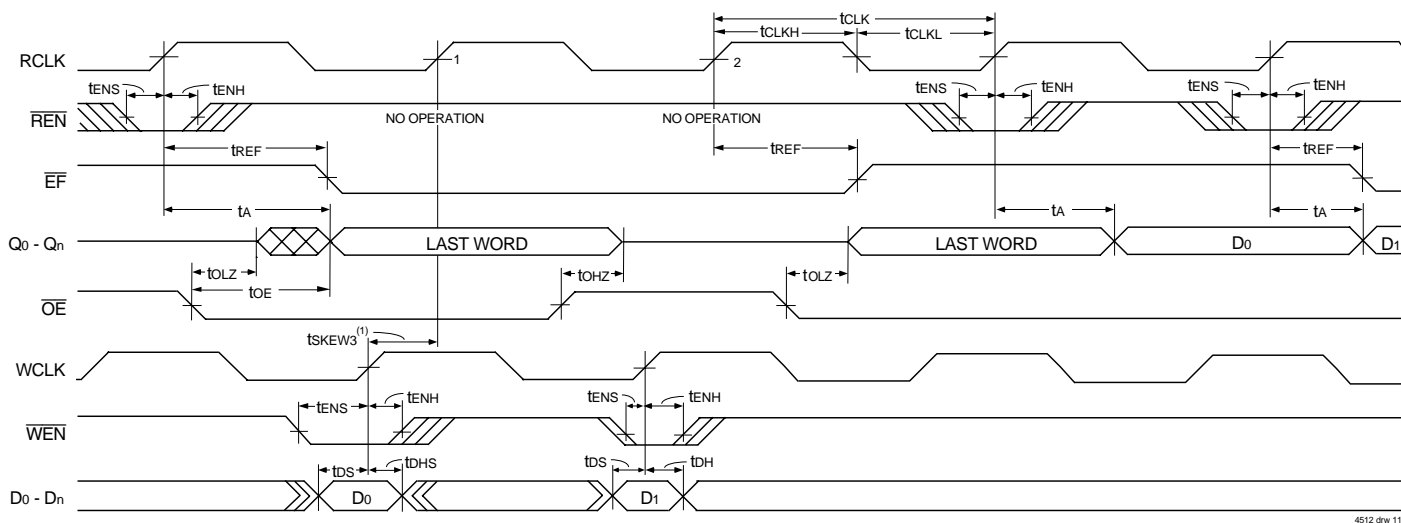 tCLK
tCLKH tCLKL
RCLK 1 2
tENS tENH tENS tENH tENS tENH
REN NO OPERATION NO OPERATION
tREF tREF tREF
EF
tA tA tA
Q0 - Qn LAST WORD LAST WORD D0 D1
tOLZ tOHZ tOLZ
tOE
OE
tSKEW3(1)
WCLK
tENS tENH tENS tENH
WEN
tDS tDHS tDS tDH
D0 - Dn D0 D1
4512 drw 11